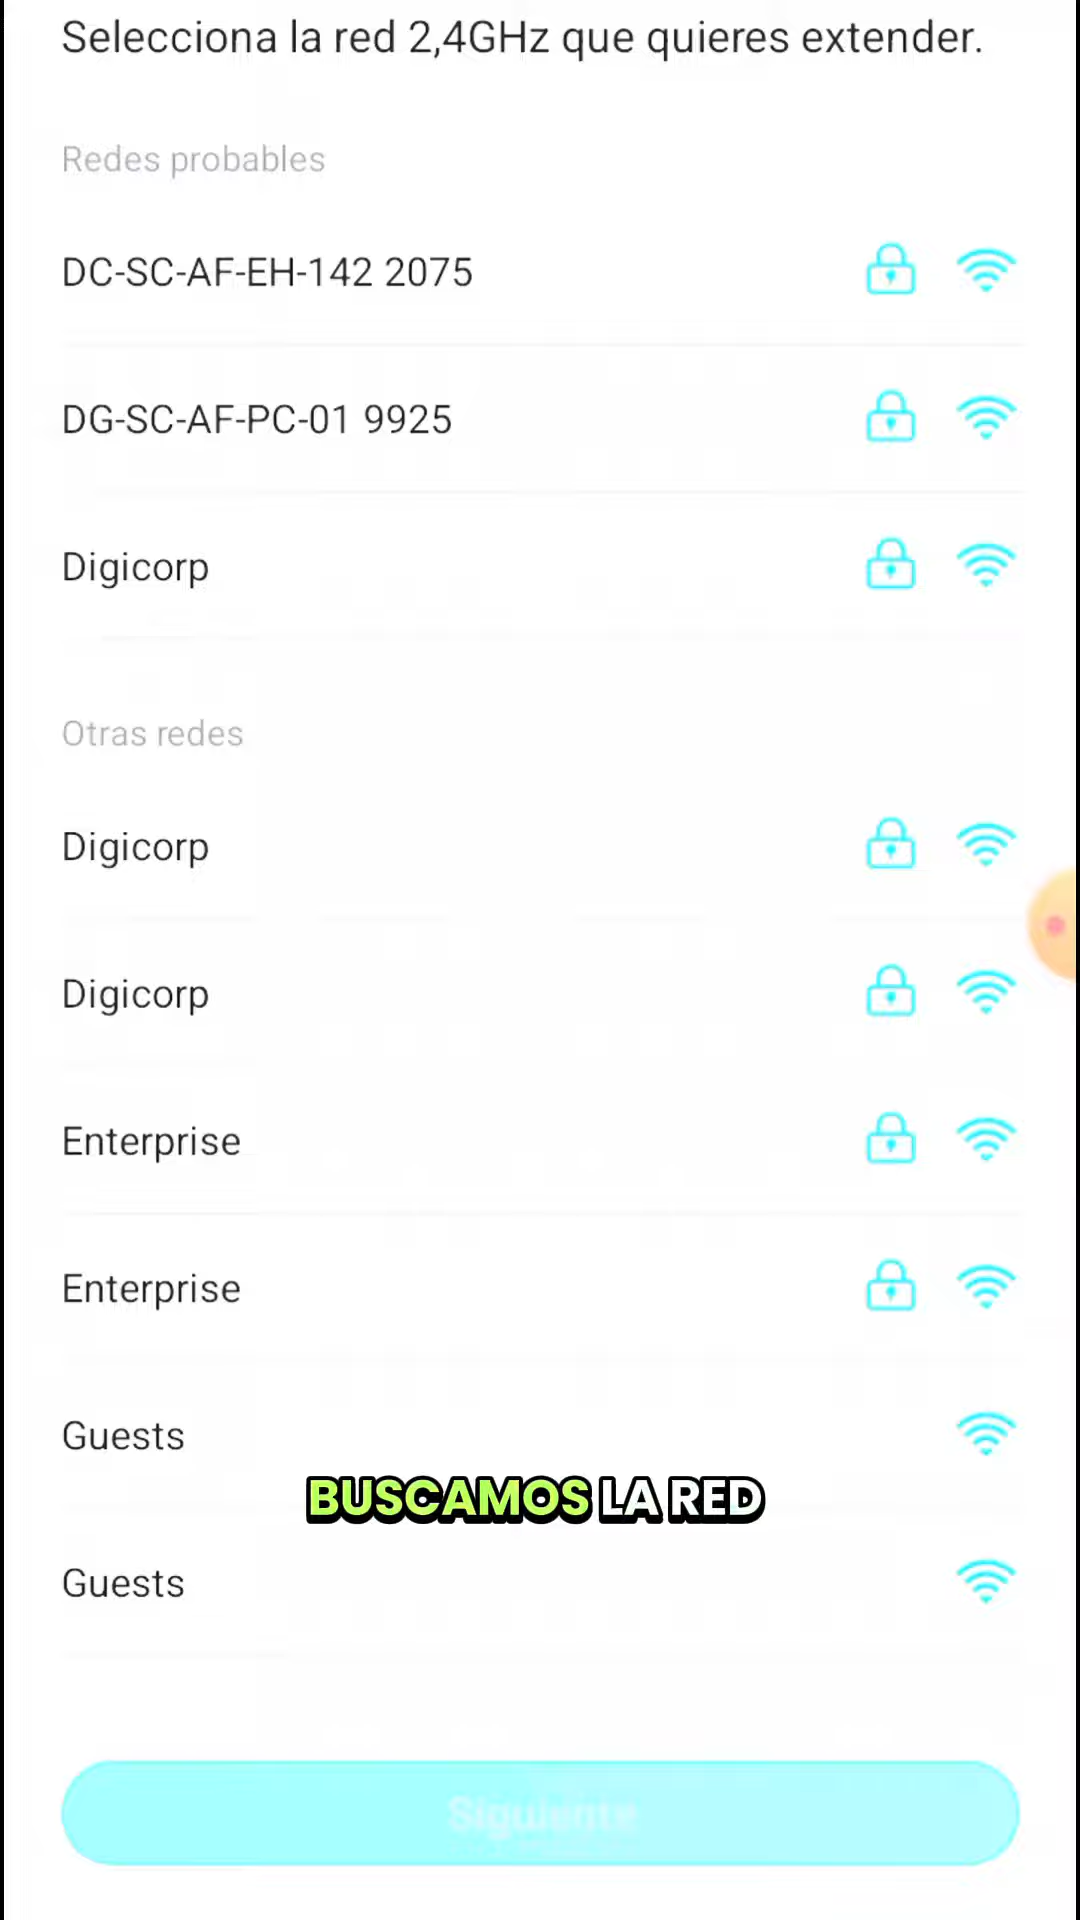 Selecciona la red 2,4GHz que quieres extender.
Redes probables
DC-SC-AF-EH-142 2075
DG-SC-AF-PC-01 9925
Digicorp
Otras redes
Digicorp
Digicorp
Enterprise
Enterprise
Guests
BUSCAMOS LA RED
Guests
Siguiente